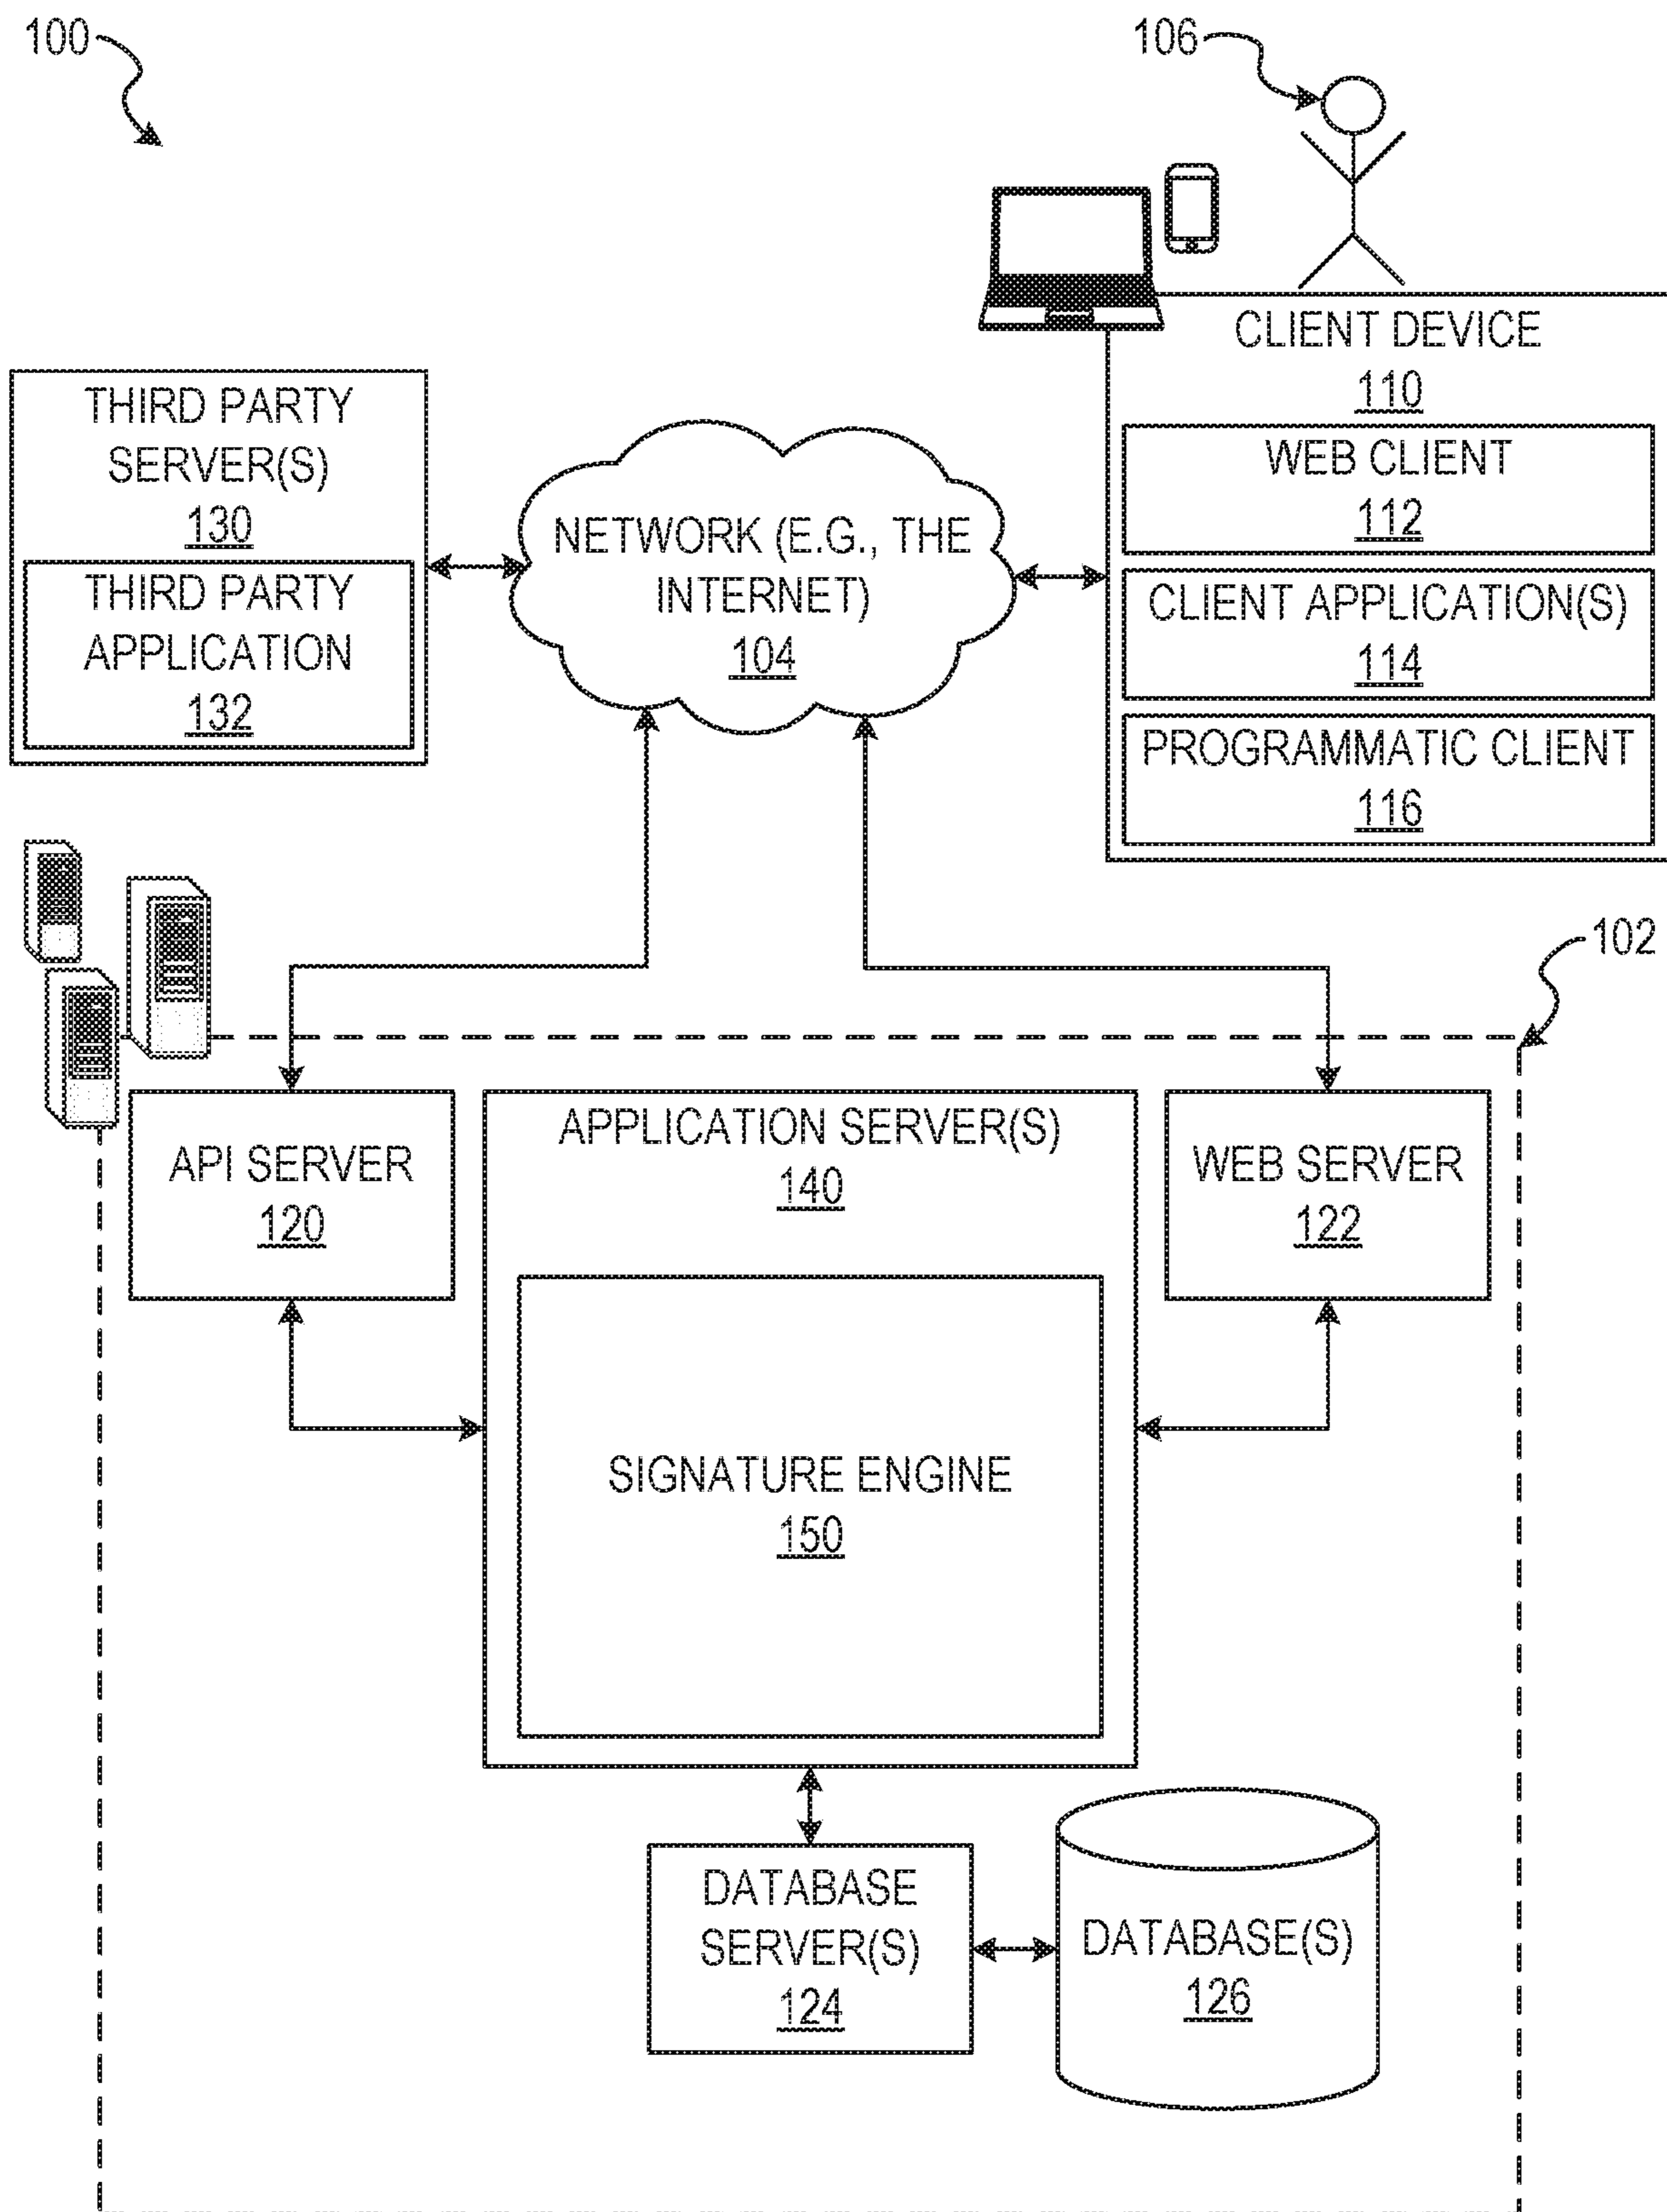 100
106
CLIENT DEVICE
110
WEB CLIENT
112
CLIENT APPLICATION(S)
114
PROGRAMMATIC CLIENT
116
THIRD PARTY
SERVER(S)
130
THIRD PARTY
APPLICATION
132
NETWORK (E.G., THE
INTERNET)
104
102
API SERVER
120
APPLICATION SERVER(S)
140
WEB SERVER
122
SIGNATURE ENGINE
150
DATABASE
SERVER(S)
124
DATABASE(S)
126